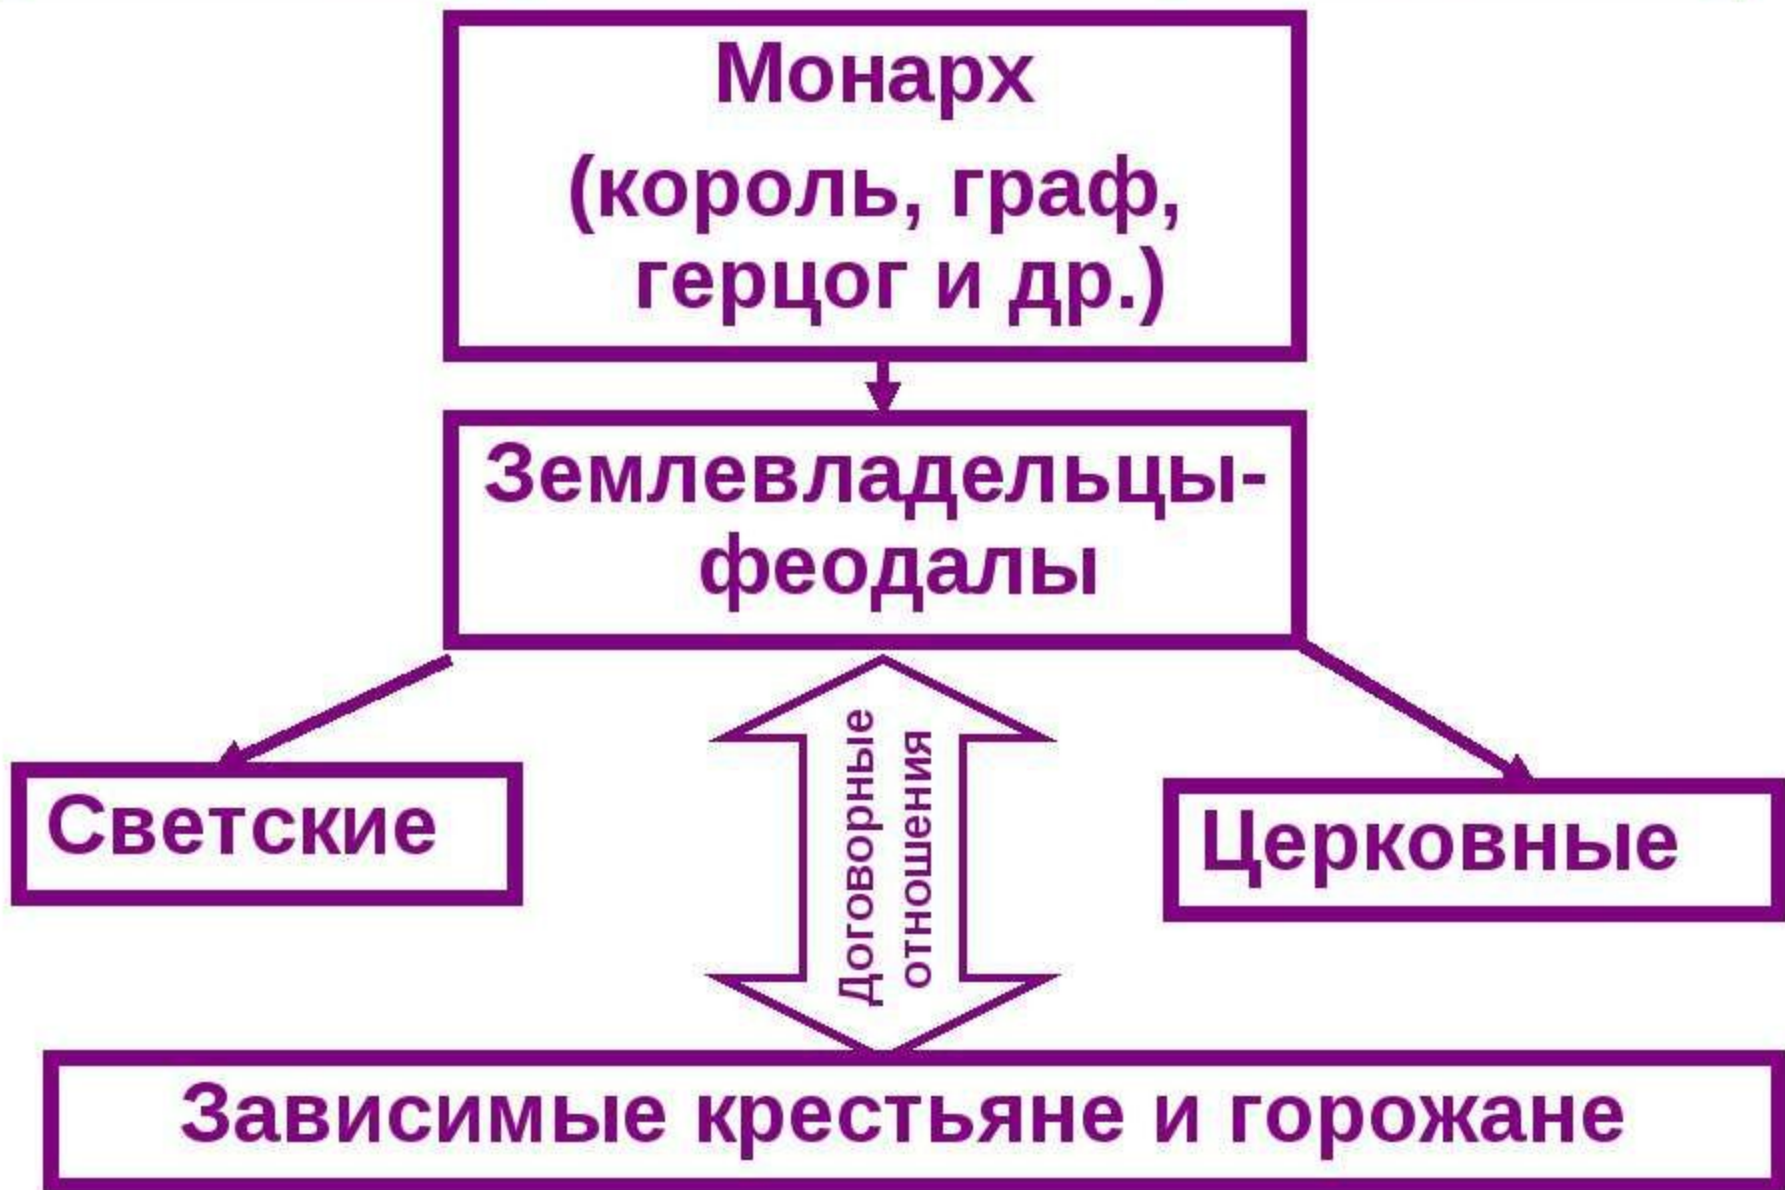 Монарх
(король, граф,
герцог и др.)
Землевладельцы-
феодалы
Светские
Договорные
отношения
Церковные
Зависимые крестьяне и горожане